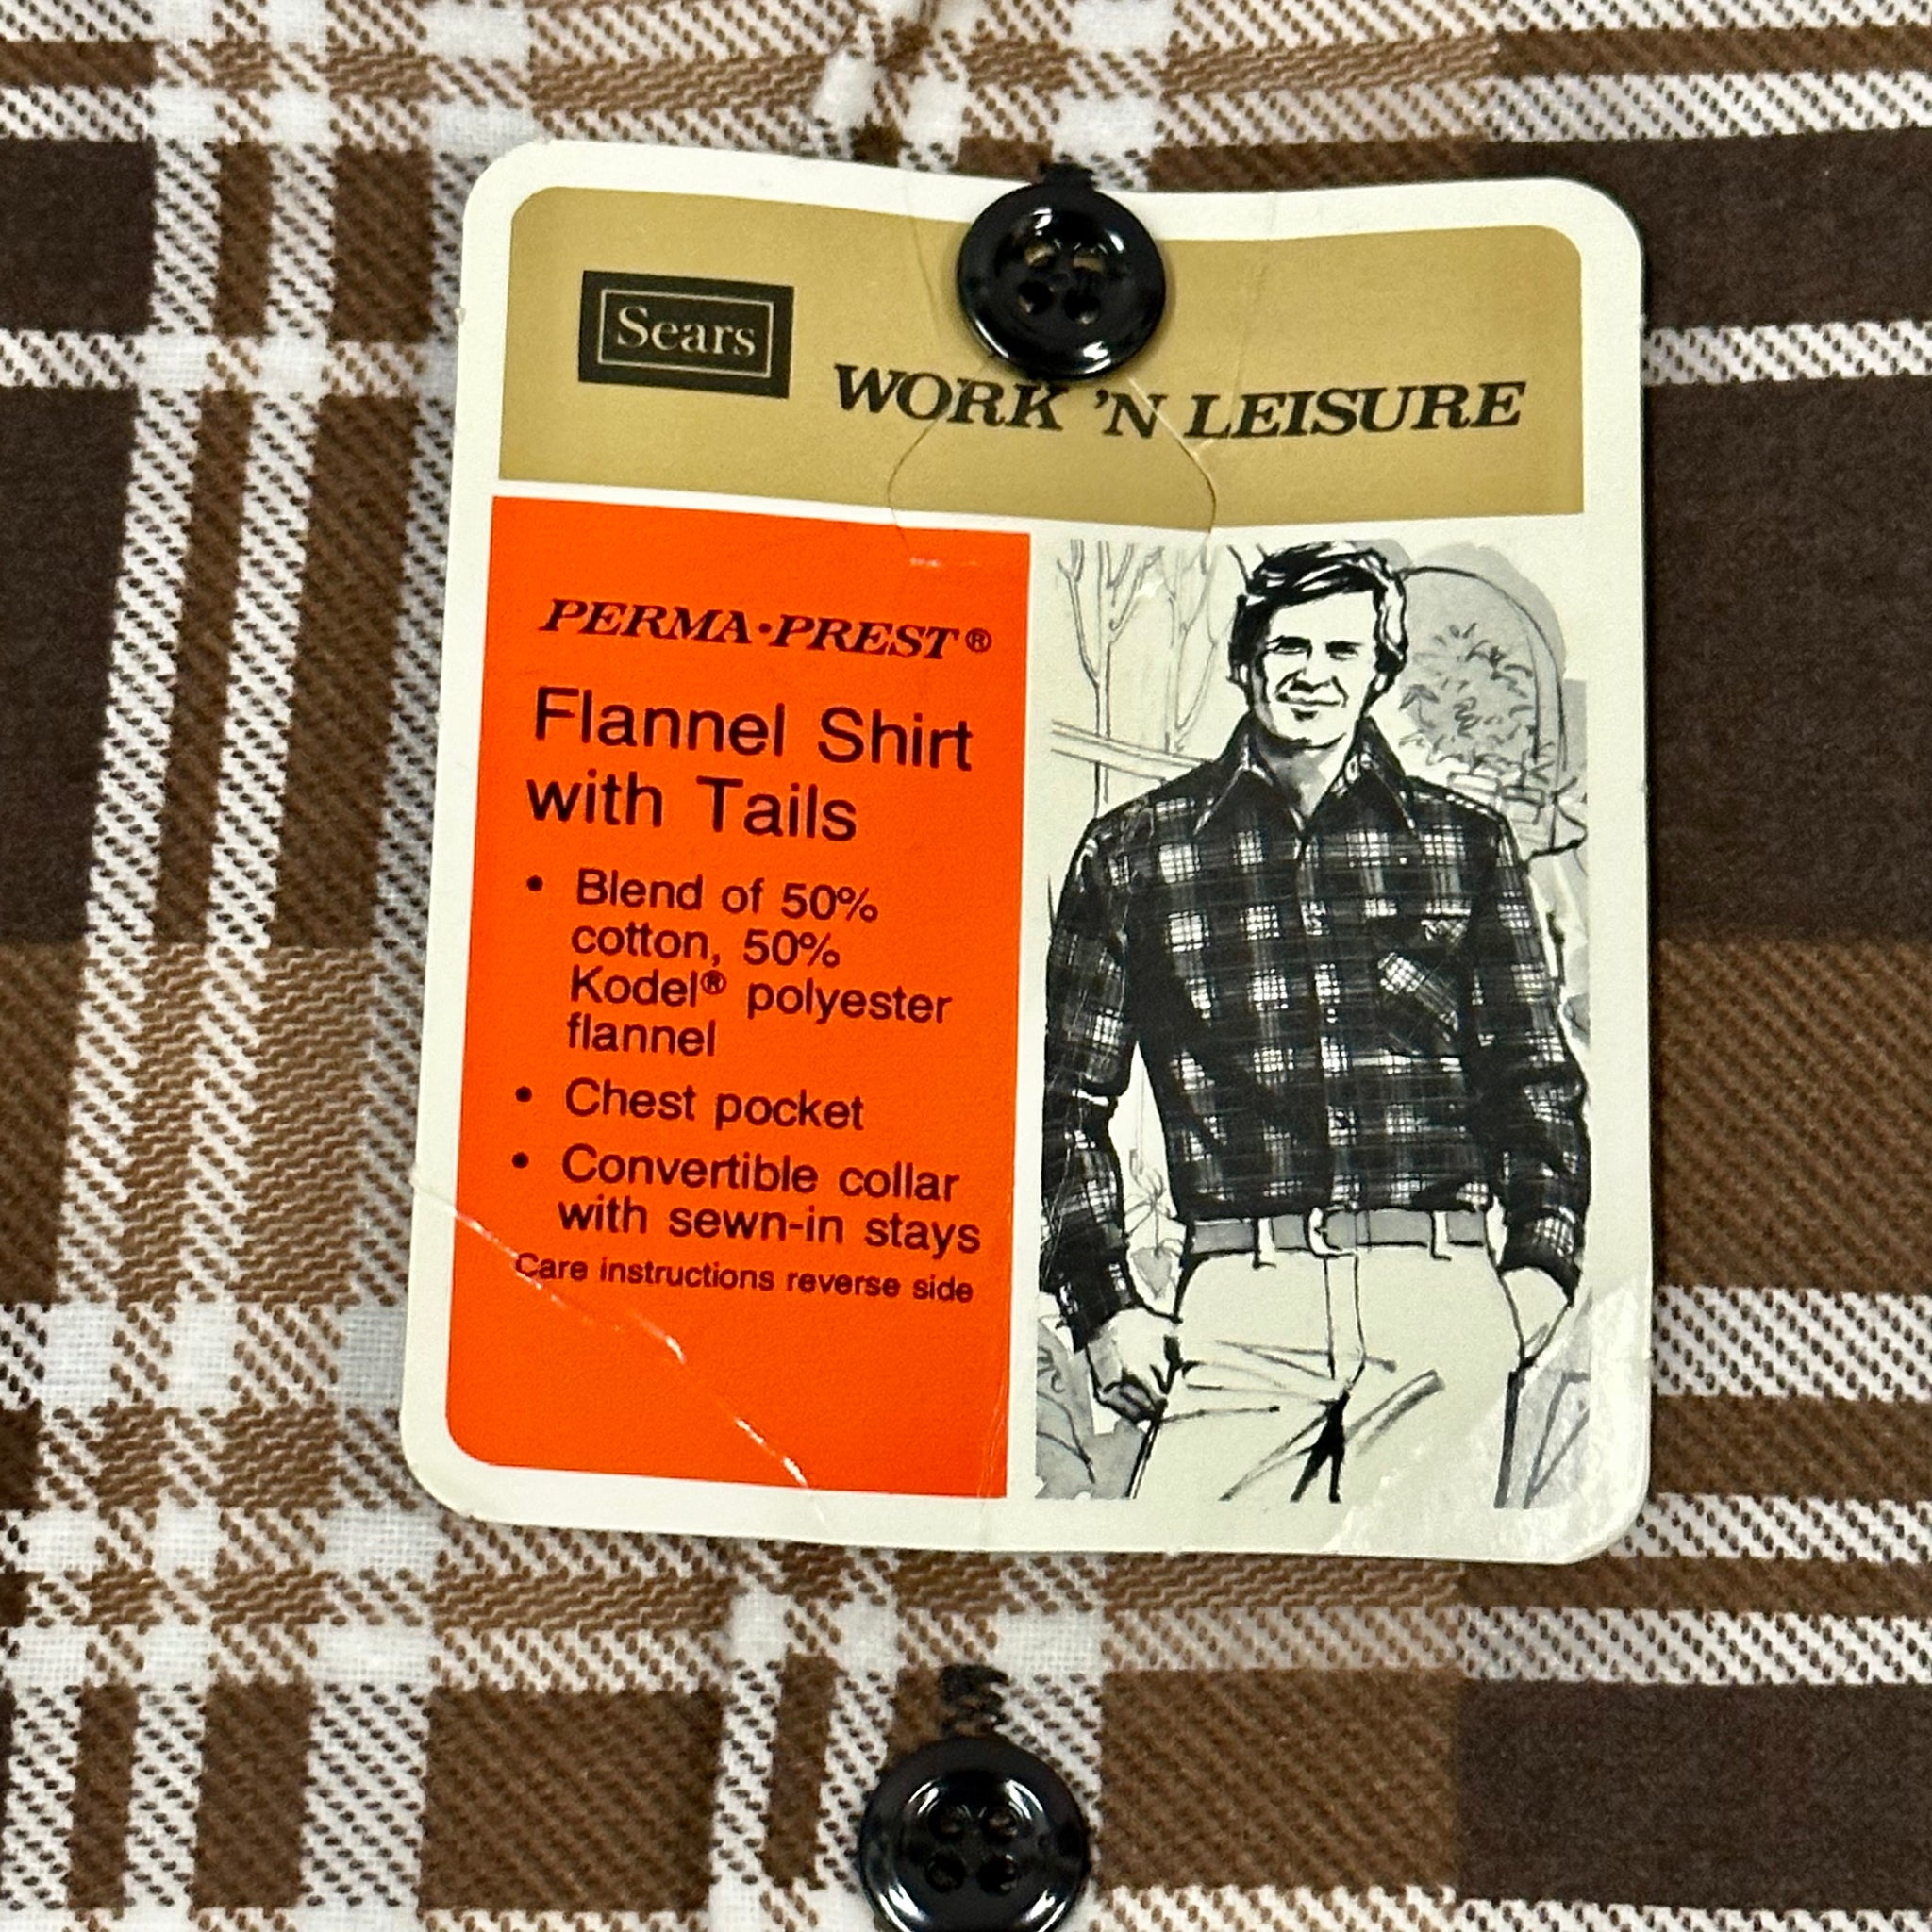 Sears
WORK 'N LEISURE
PERMA•PREST®
Flannel Shirt
with Tails
• Blend of 50%
cotton, 50%
Kodel® polyester
flannel
• Chest pocket
• Convertible collar
with sewn-in stays
Care instructions reverse side